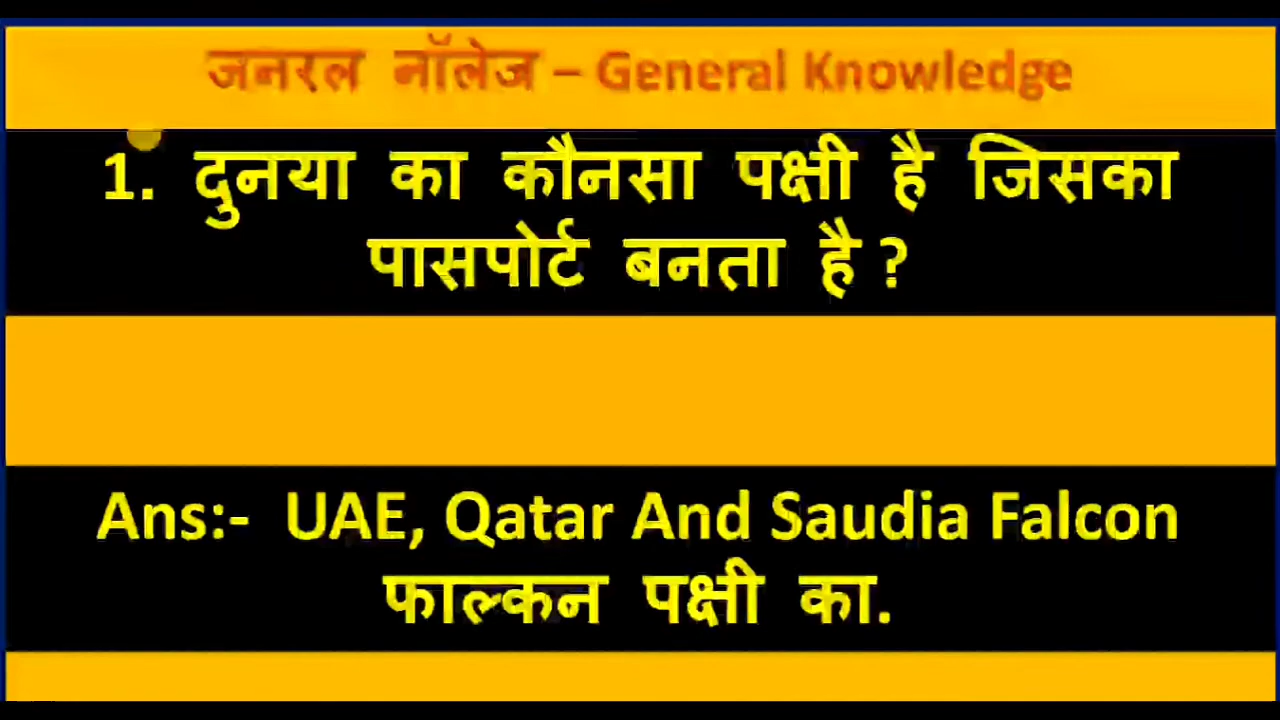 जनरल नॉलेज – General Knowledge
1. दुनया का कौनसा पक्षी है जिसका
पासपोर्ट बनता है ?
Ans:- UAE, Qatar And Saudia Falcon
फाल्कन पक्षी का.